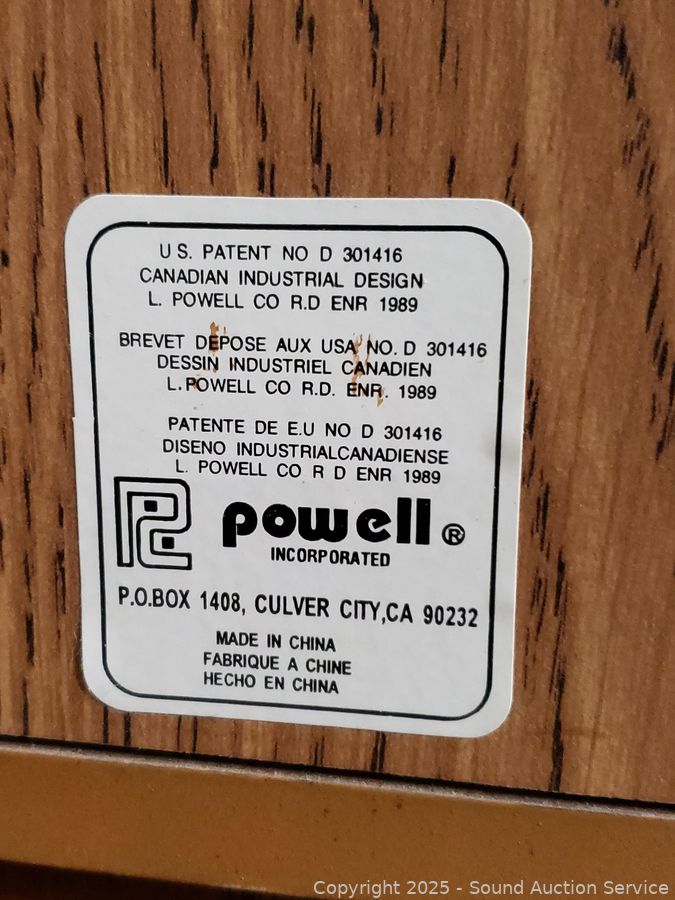 U S. PATENT NO D 301416
CANADIAN INDUSTRIAL DESIGN
L. POWELL CO R.D ENR 1989
BREVET DEPOSE AUX USA NO. D 301416
DESSIN INDUSTRIEL CANADIEN
L. POWELL CO R.D. ENR. 1989
PATENTE DE E.U NO D 301416
DISENO INDUSTRIALCANADIENSE
L. POWELL CO R D ENR 1989
powell ®
INCORPORATED
P.O.BOX 1408, CULVER CITY,CA 90232
MADE IN CHINA
FABRIQUE A CHINE
HECHO EN CHINA
Copyright 2025 - Sound Auction Service